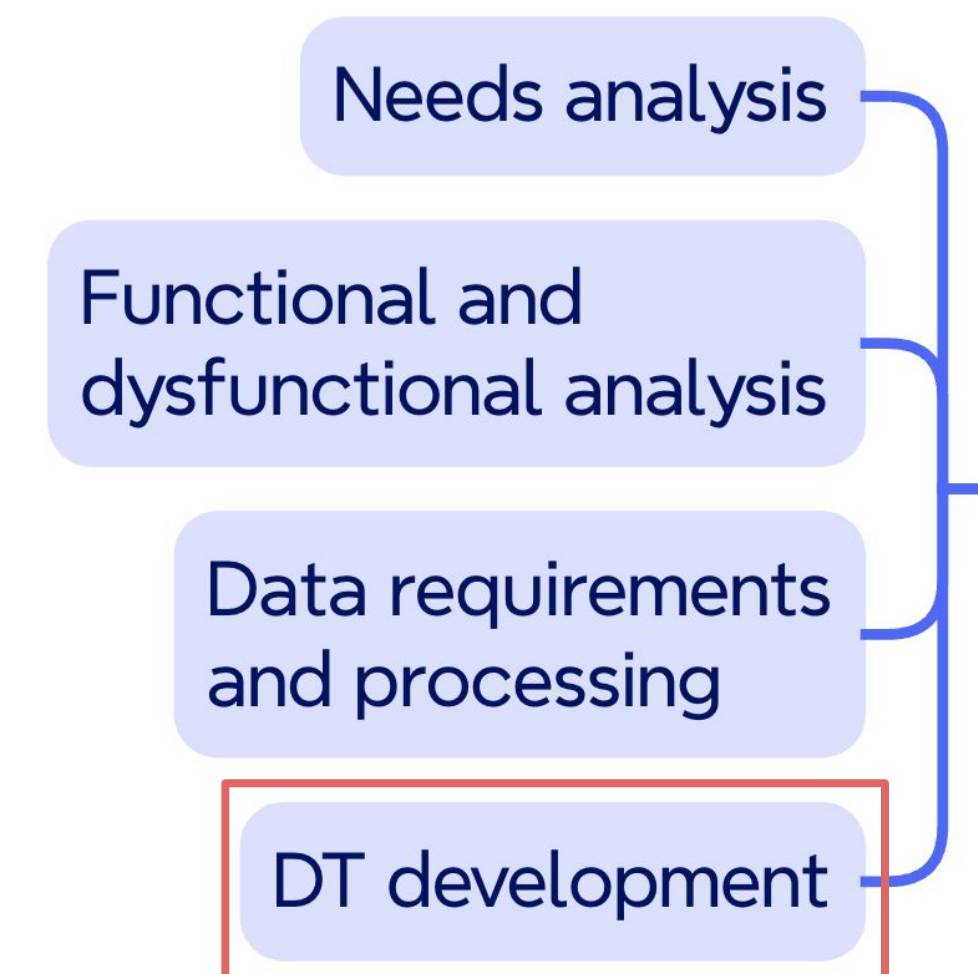 Needs analysis
Functional and
dysfunctional analysis
Data requirements
and processing
DT development